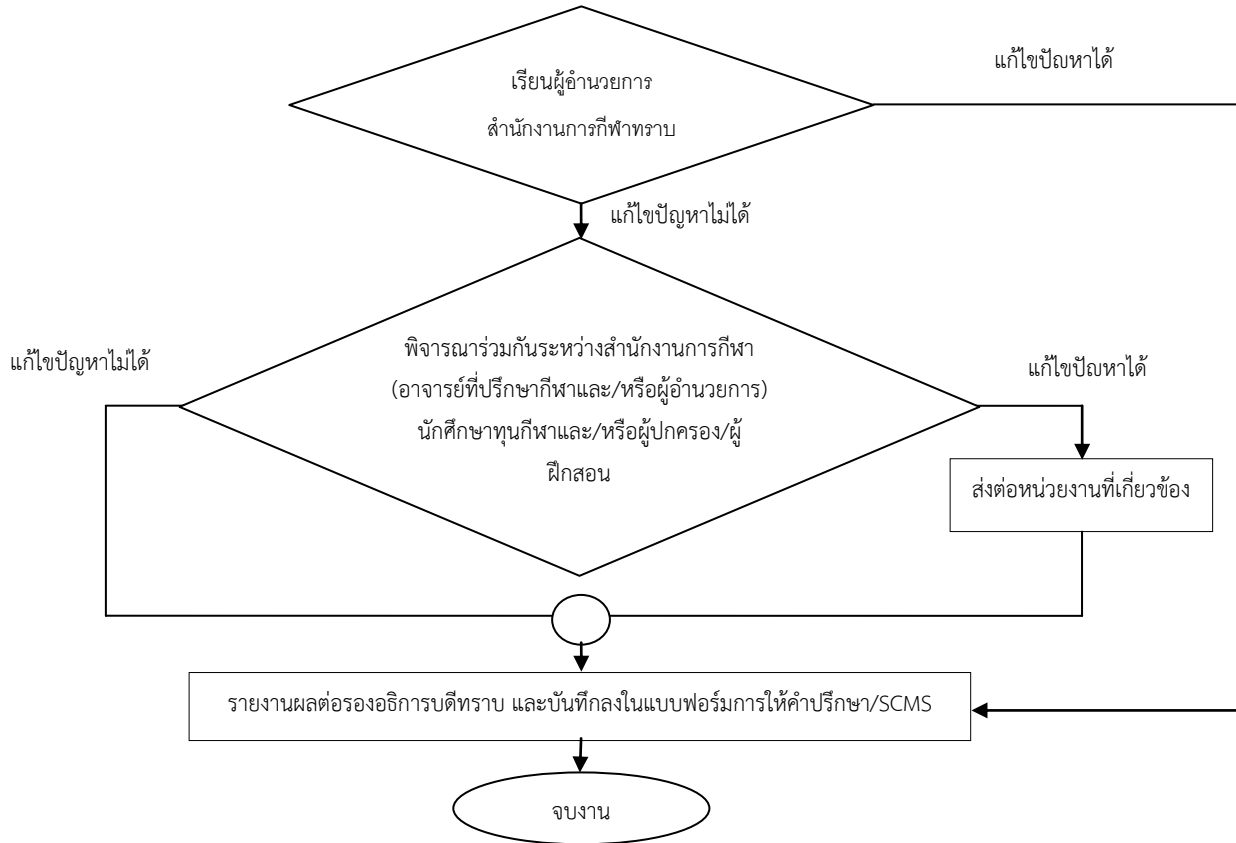 เรียนผู้อำนวยการ
สำนักงานการกีฬาทราบ
แก้ไขปัญหาได้
แก้ไขปัญหาไม่ได้
แก้ไขปัญหาไม่ได้
พิจารณาร่วมกันระหว่างสำนักงานการกีฬา
(อาจารย์ที่ปรึกษากีฬาและ/หรือผู้อำนวยการ)
นักศึกษาทุนกีฬาและ/หรือผู้ปกครอง/ผู้
ฝึกสอน
แก้ไขปัญหาได้
ส่งต่อหน่วยงานที่เกี่ยวข้อง
รายงานผลต่อรองอธิการบดีทราบ และบันทึกลงในแบบฟอร์มการให้คำปรึกษา/SCMS
จบงาน